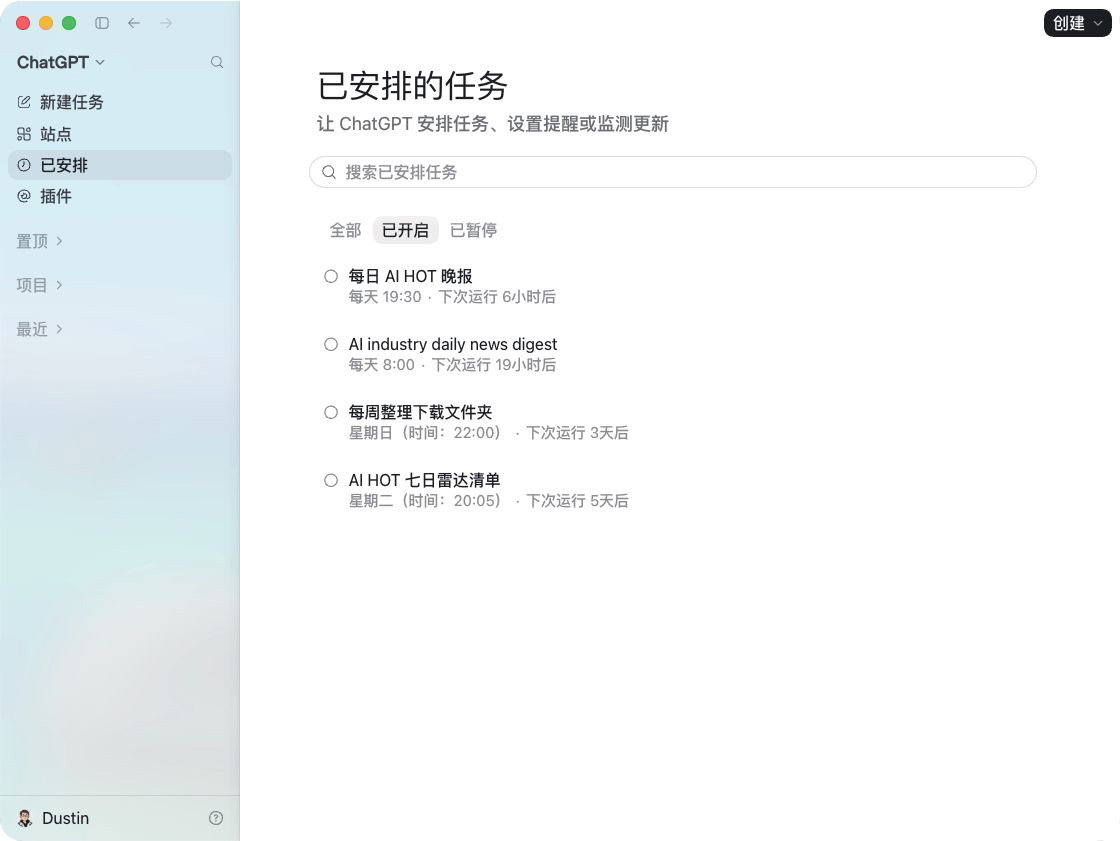 创建
ChatGPT
新建任务
站点
已安排
插件
置顶
项目
最近
Dustin
已安排的任务
让 ChatGPT 安排任务、设置提醒或监测更新
搜索已安排任务
全部 已开启 已暂停
每日 AI HOT 晚报
每天 19:30 · 下次运行 6小时后
AI industry daily news digest
每天 8:00 · 下次运行 19小时后
每周整理下载文件夹
星期日（时间：22:00） · 下次运行 3天后
AI HOT 七日雷达清单
星期二（时间：20:05） · 下次运行 5天后